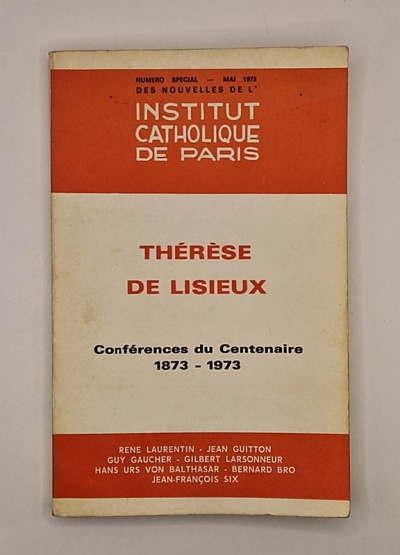 NUMERO SPECIAL — MAI 1973
DES NOUVELLES DE L'
INSTITUT
CATHOLIQUE
DE PARIS
THÉRÈSE
DE LISIEUX
Conférences du Centenaire
1873 - 1973
RENE LAURENTIN · JEAN GUITTON
GUY GAUCHER · GILBERT LARSONNEUR
HANS URS VON BALTHASAR · BERNARD BRO
JEAN-FRANÇOIS SIX